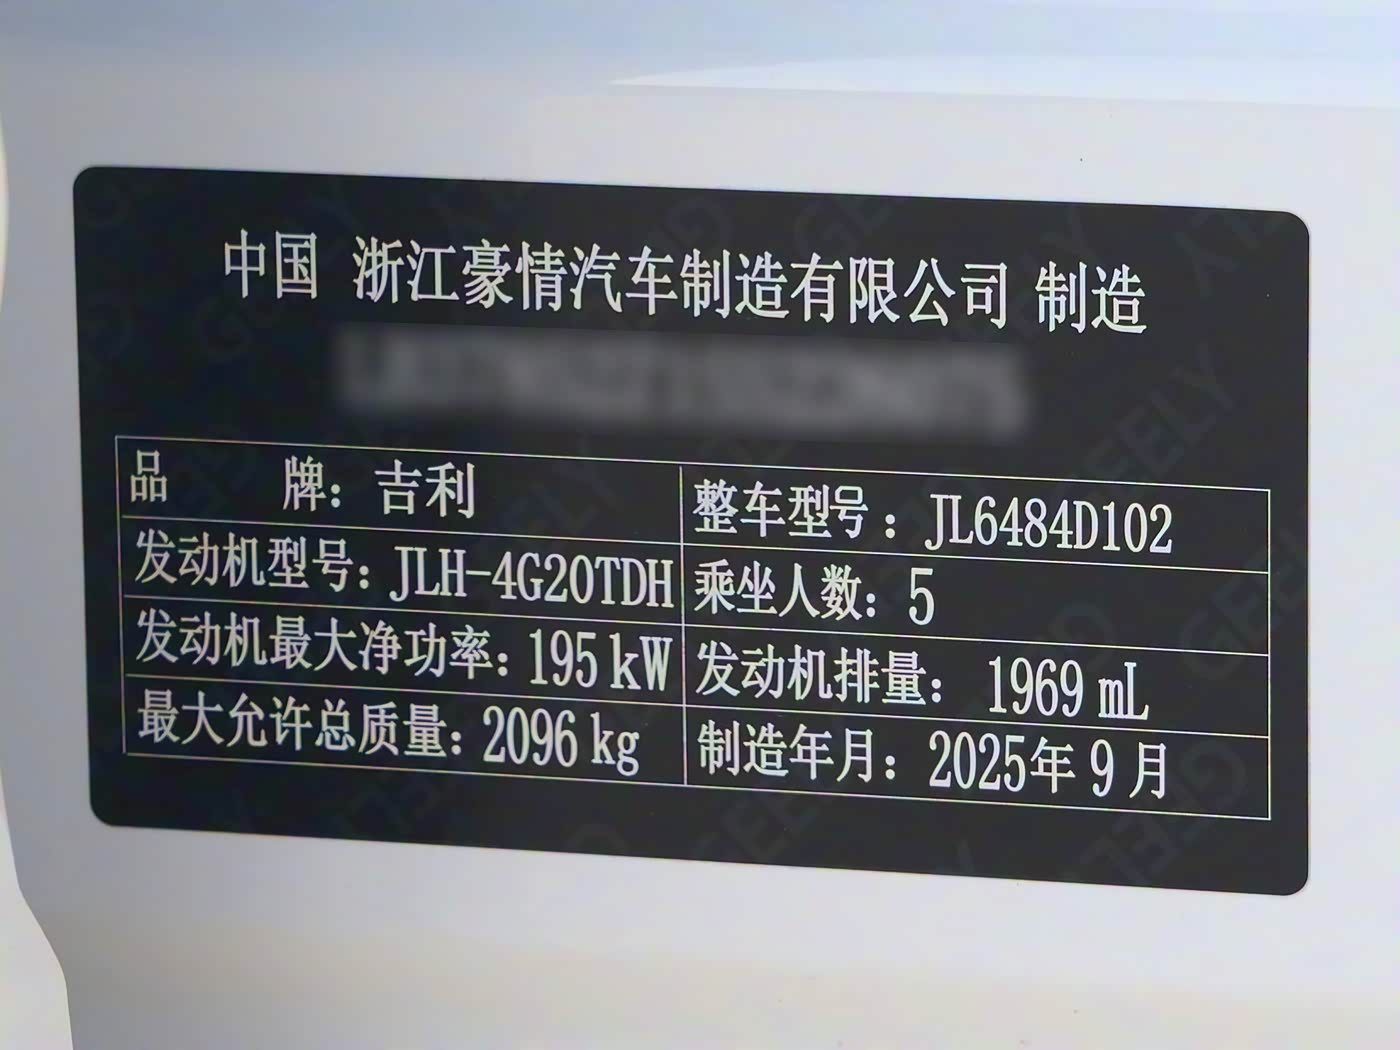 中国 浙江豪情汽车制造有限公司 制造
品 牌：吉利
整车型号：JL6484D102
发动机型号：JLH-4G20TDH
乘坐人数：5
发动机最大净功率：195 kW
发动机排量：1969 mL
最大允许总质量：2096 kg
制造年月：2025年9月